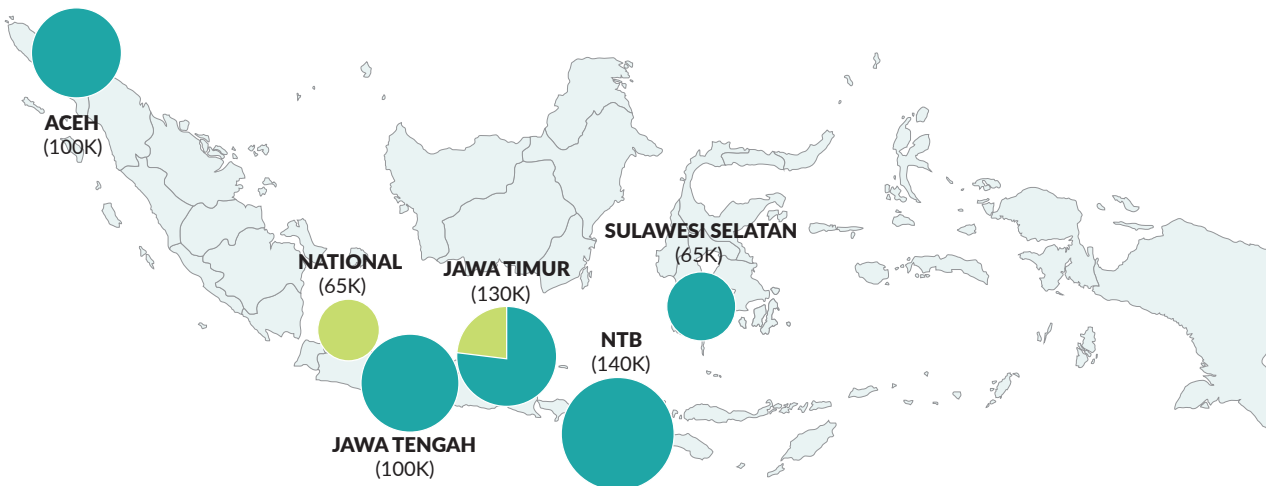 ACEH
(100K)
NATIONAL
(65K)
JAWA TIMUR
(130K)
SULAWESI SELATAN
(65K)
NTB
(140K)
JAWA TENGAH
(100K)